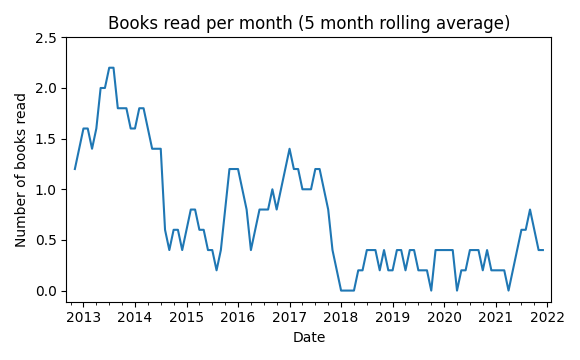 Books read per month (5 month rolling average)
Number of books read
2.5
2.0
1.5
1.0
0.5
0.0
2013 2014 2015 2016 2017 2018 2019 2020 2021 2022
Date